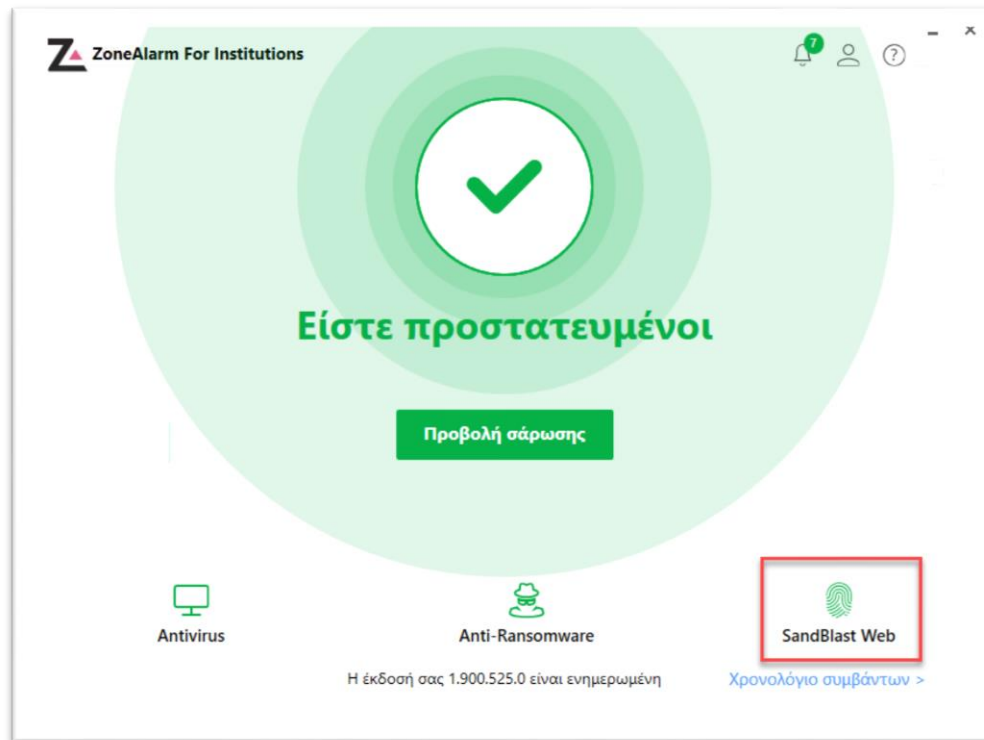 ZoneAlarm For Institutions
7
?
Είστε προστατευμένοι
Προβολή σάρωσης
Antivirus
Anti-Ransomware
SandBlast Web
Η έκδοσή σας 1.900.525.0 είναι ενημερωμένη
Χρονολόγιο συμβάντων >